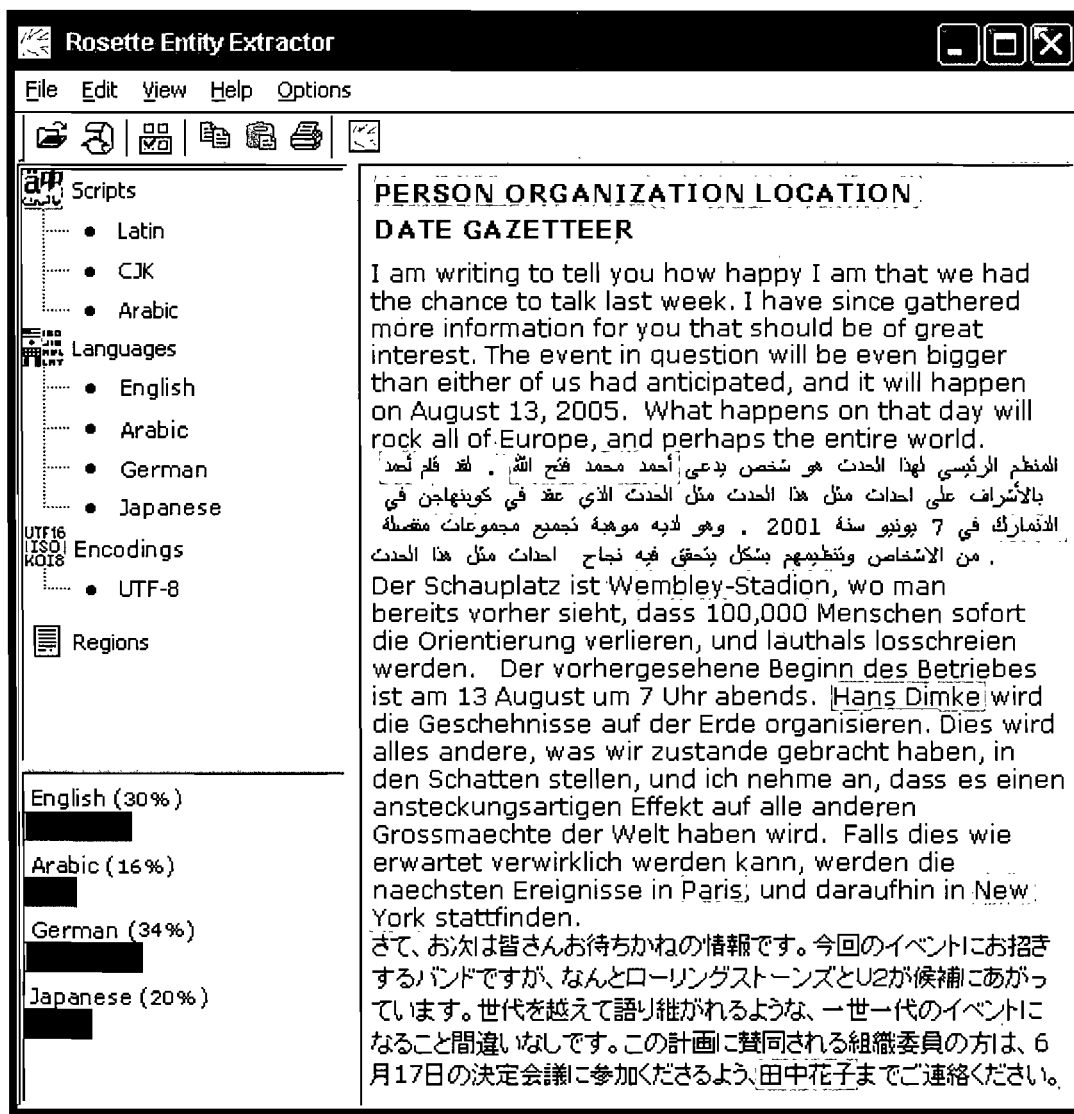 Rosette Entity Extractor
File Edit View Help Options
Scripts
Latin
CJK
Arabic
Languages
English
Arabic
German
Japanese
UTF16
ISO
KOI8
Encodings
UTF-8
Regions
English (30%)
Arabic (16%)
German (34%)
Japanese (20%)
PERSON ORGANIZATION LOCATION
DATE GAZETTEER
I am writing to tell you how happy I am that we had
the chance to talk last week. I have since gathered
more information for you that should be of great
interest. The event in question will be even bigger
than either of us had anticipated, and it will happen
on August 13, 2005. What happens on that day will
rock all of Europe, and perhaps the entire world.
المنظم الرئيسي لهذا الحدث هو شخص يدعى أحمد محمد فتح الله . لقد قام أحمد
بالأشراف على احداث مثل هذا الحدث مثل الحدث الذي عقد في كوبنهاجن في
الدنمارك في 7 يونيو سنة 2001 . وهو لديه موهبة تجميع مجموعات مفصلة
من الاشخاص وتنظيمهم بشكل يتحقق فيه نجاح احداث مثل هذا الحدث .
Der Schauplatz ist Wembley-Stadion, wo man
bereits vorher sieht, dass 100,000 Menschen sofort
die Orientierung verlieren, und lauthals losschreien
werden. Der vorhergesehene Beginn des Betriebes
ist am 13 August um 7 Uhr abends. Hans Dimke wird
die Geschehnisse auf der Erde organisieren. Dies wird
alles andere, was wir zustande gebracht haben, in
den Schatten stellen, und ich nehme an, dass es einen
ansteckungsartigen Effekt auf alle anderen
Grossmaechte der Welt haben wird. Falls dies wie
erwartet verwirklich werden kann, werden die
naechsten Ereignisse in Paris, und daraufhin in New
York stattfinden.
さて、お次は皆さんお待ちかねの情報です。今回のイベントにお招き
するバンドですが、なんとローリングストーンズとU2が候補にあがっ
ています。世代を越えて語り継がれるような、一世一代のイベントに
なること間違いなしです。この計画に賛同される組織委員の方は、6
月17日の決定会議に参加くださるよう、田中花子までご連絡ください。